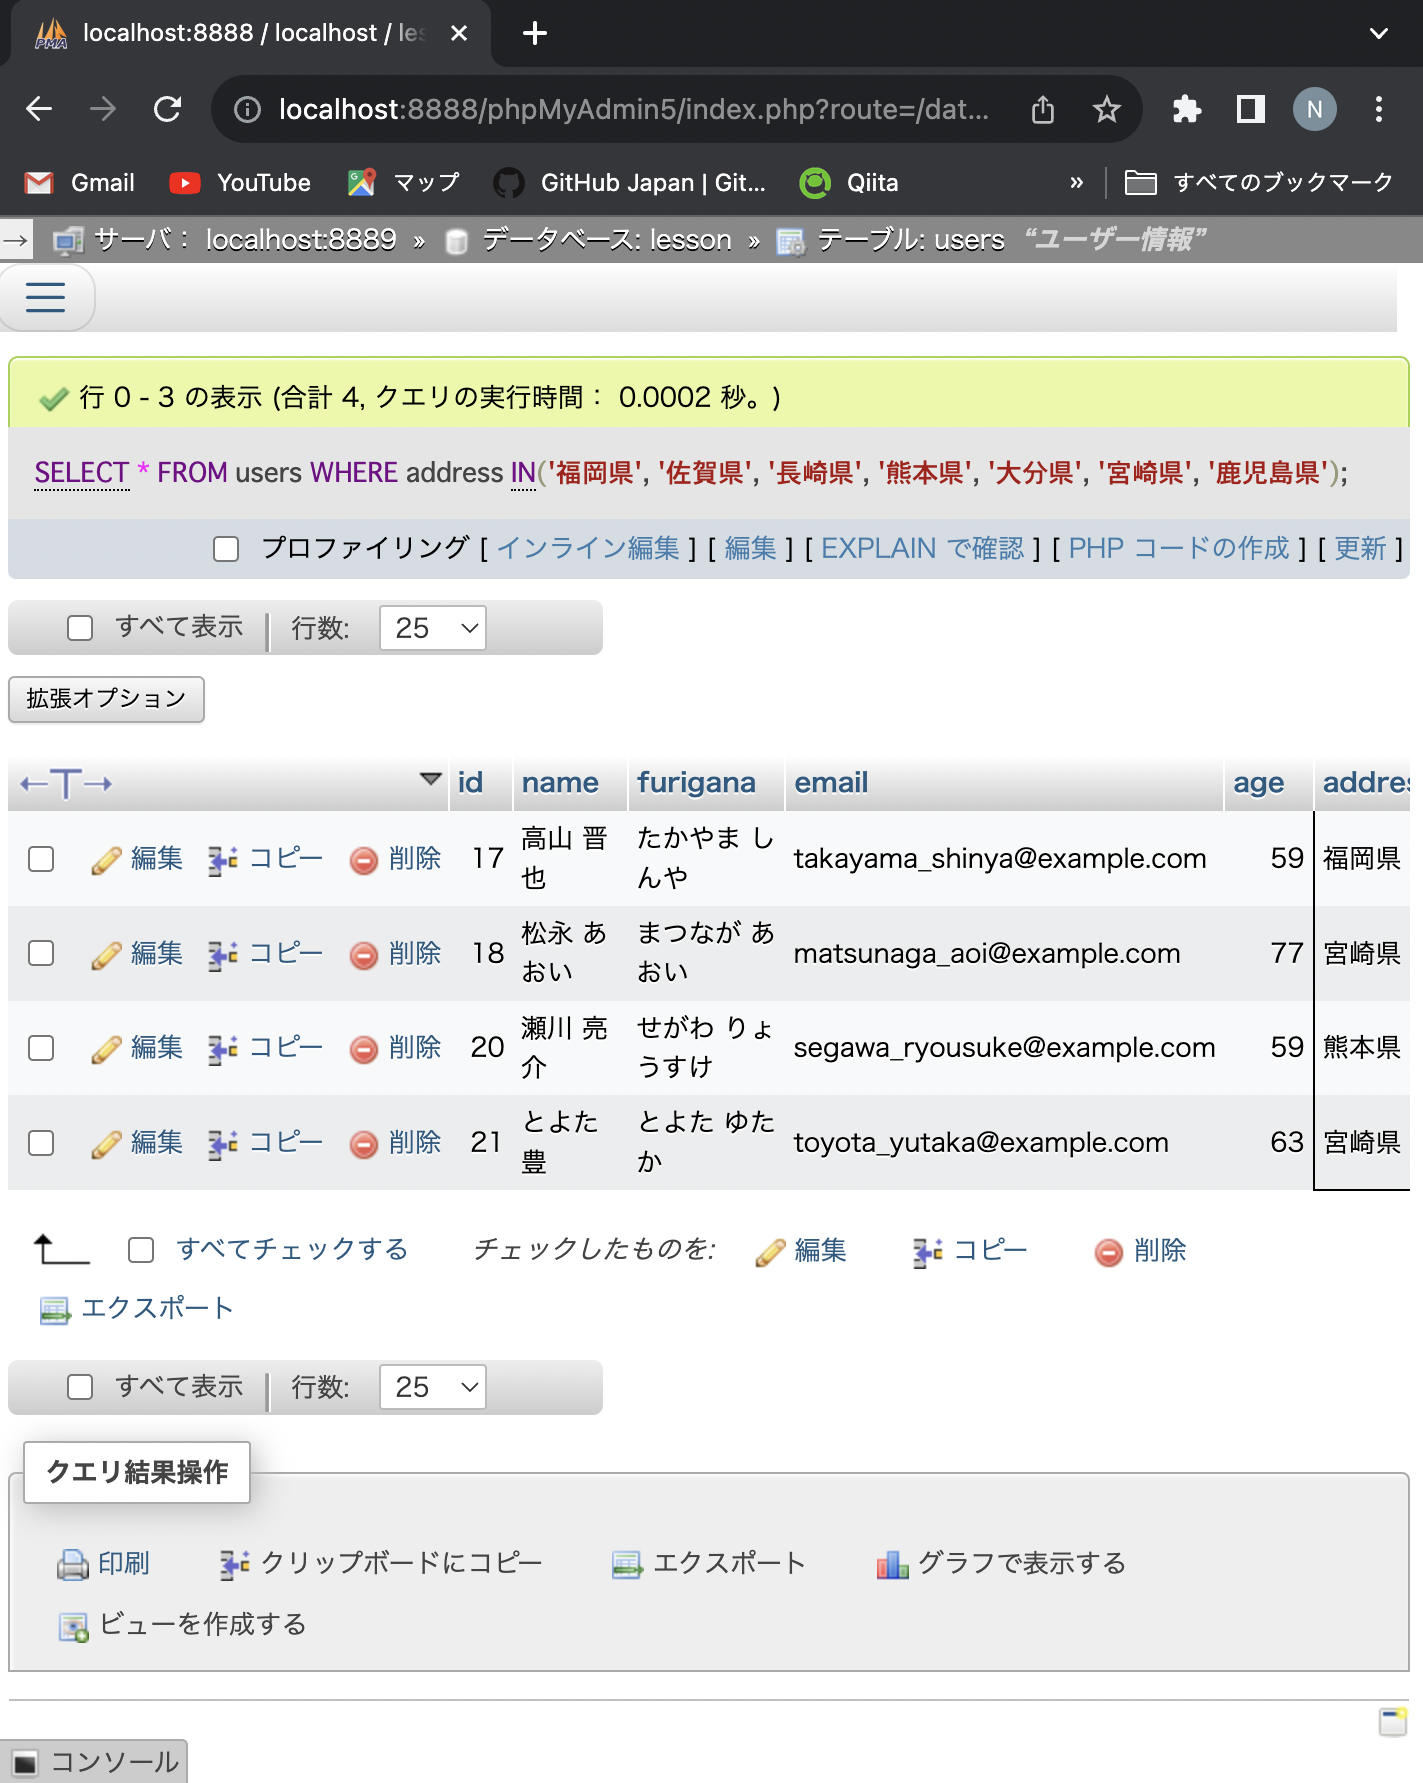 localhost:8888 / localhost / les
localhost:8888/phpMyAdmin5/index.php?route=/dat...
N
Gmail YouTube マップ GitHub Japan | Git... Qiita » すべてのブックマーク
サーバ: localhost:8889 » データベース: lesson » テーブル: users “ユーザー情報”
行 0 - 3 の表示 (合計 4, クエリの実行時間： 0.0002 秒。)
SELECT * FROM users WHERE address IN('福岡県', '佐賀県', '長崎県', '熊本県', '大分県', '宮崎県', '鹿児島県');
プロファイリング [ インライン編集 ] [ 編集 ] [ EXPLAIN で確認 ] [ PHP コードの作成 ] [ 更新 ]
すべて表示 行数: 25
拡張オプション
←T→ id name furigana email age addres
編集 コピー 削除 17 高山 晋也 たかやま しんや takayama_shinya@example.com 59 福岡県
編集 コピー 削除 18 松永 あおい まつなが あおい matsunaga_aoi@example.com 77 宮崎県
編集 コピー 削除 20 瀬川 亮介 せがわ りょうすけ segawa_ryousuke@example.com 59 熊本県
編集 コピー 削除 21 とよた 豊 とよた ゆたか toyota_yutaka@example.com 63 宮崎県
すべてチェックする チェックしたものを: 編集 コピー 削除
エクスポート
すべて表示 行数: 25
クエリ結果操作
印刷 クリップボードにコピー エクスポート グラフで表示する
ビューを作成する
コンソール